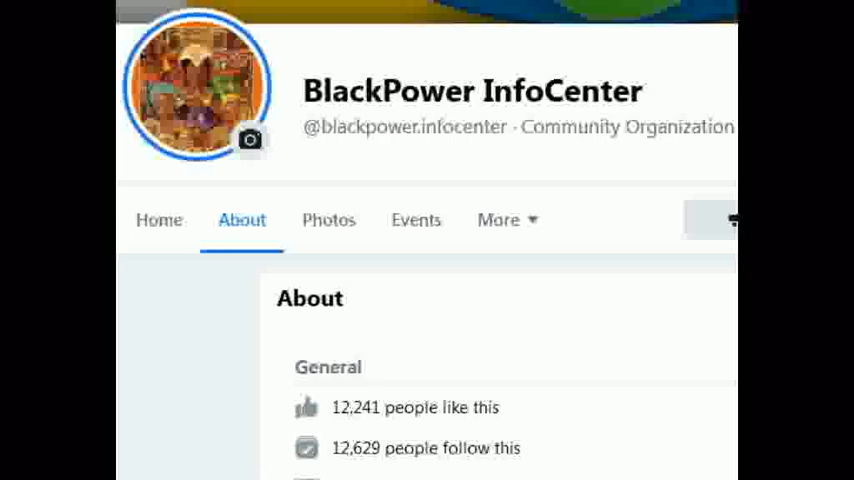 BlackPower InfoCenter
@blackpower.infocenter · Community Organization
Home About Photos Events More
About
General
12,241 people like this
12,629 people follow this